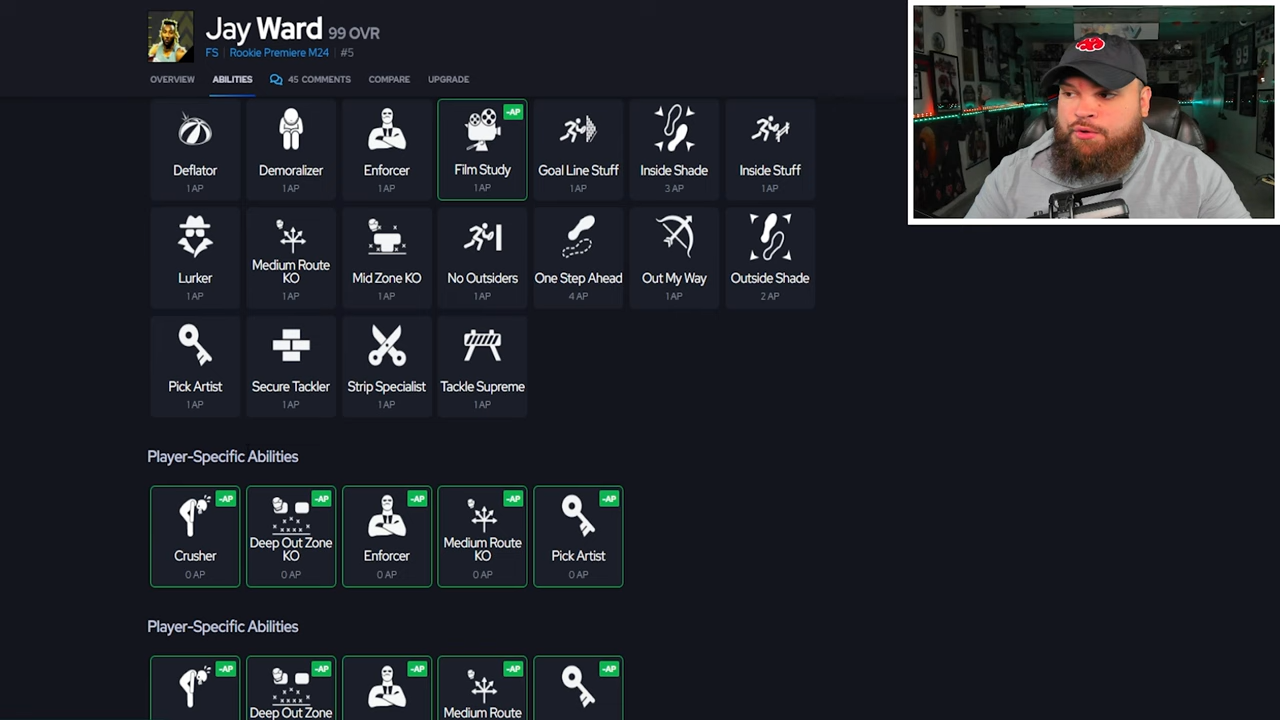 Jay Ward 99 OVR
FS Rookie Premiere M24 #5
OVERVIEW ABILITIES 45 COMMENTS COMPARE UPGRADE
-AP
Deflator Demoralizer Enforcer Film Study Goal Line Stuff Inside Shade Inside Stuff
1 AP 1 AP 1 AP 1 AP 1 AP 3 AP 1 AP
Lurker Medium Route KO Mid Zone KO No Outsiders One Step Ahead Out My Way Outside Shade
1 AP 1 AP 1 AP 1 AP 4 AP 1 AP 2 AP
Pick Artist Secure Tackler Strip Specialist Tackle Supreme
1 AP 1 AP 1 AP 1 AP
Player-Specific Abilities
-AP -AP -AP -AP -AP
Crusher Deep Out Zone KO Enforcer Medium Route KO Pick Artist
0 AP 0 AP 0 AP 0 AP 0 AP
Player-Specific Abilities
-AP -AP -AP -AP -AP
Deep Out Zone Medium Route